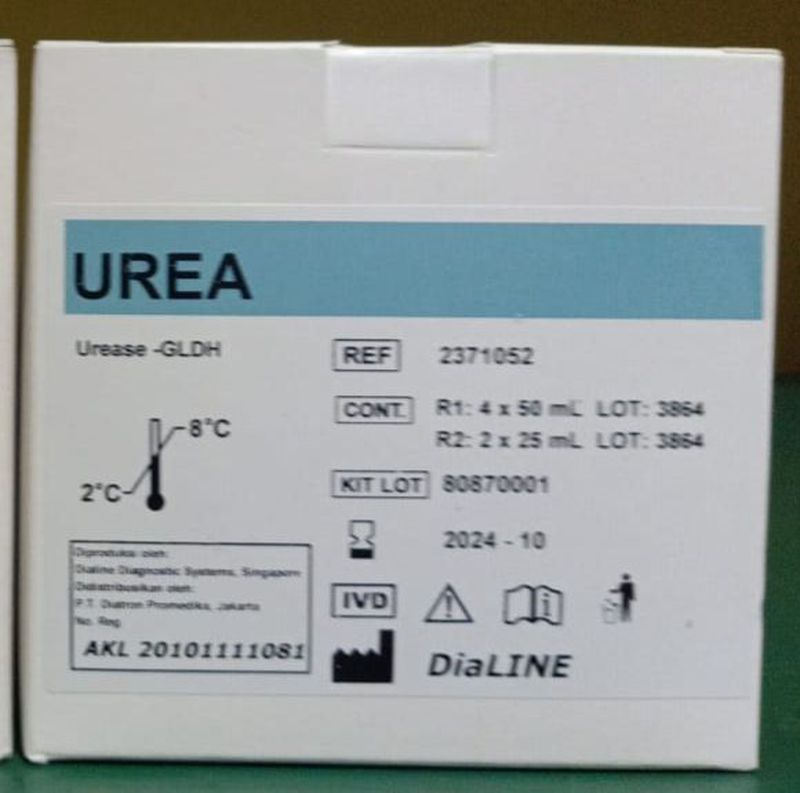 UREA
Urease -GLDH
REF 2371052
CONT. R1: 4 x 50 mL LOT: 3864
R2: 2 x 25 mL LOT: 3864
8°C
2°C
KIT LOT 80870001
2024 - 10
Diproduksi oleh:
Dialine Diagnostic Systems, Singapore
Didistribusikan oleh:
P.T. Diatron Promedika, Jakarta
No. Reg
AKL 20101111081
IVD
DiaLINE